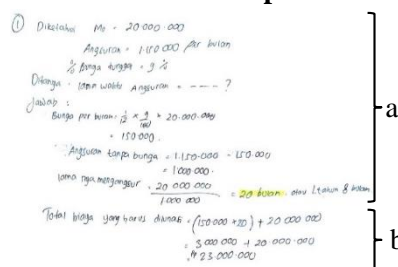 ① Diketahui M₀ = 20.000.000
Angsuran = 1.150.000 per bulan
% Bunga tunggal = 9 %
Ditanya - lama waktu Angsuran = ---- ?
Jawab :
Bunga per bulan : 1/12 × 9/100 × 20.000.000
= 150.000.
Angsuran tanpa bunga = 1.150.000 - 150.000
= 1.000.000
lama nya mengangsur = 20 000 000 / 1 000 000 = 20 bulan. atau 1 tahun 8 bulan
a
Total biaya yang harus dilunasi = (150.000 × 20) + 20 000 000
= 3 000 000 + 20 000 000
= 23 000.000
b